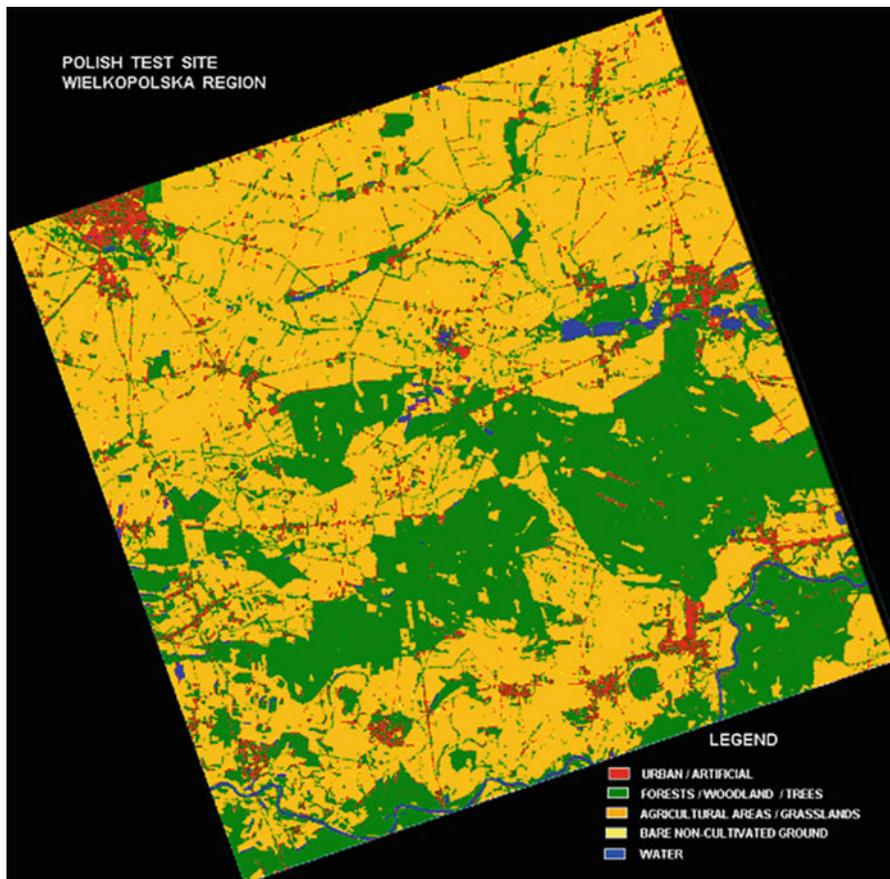 POLISH TEST SITE
WIELKOPOLSKA REGION
LEGEND
URBAN / ARTIFICIAL
FORESTS / WOODLAND / TREES
AGRICULTURAL AREAS / GRASSLANDS
BARE NON-CULTIVATED GROUND
WATER